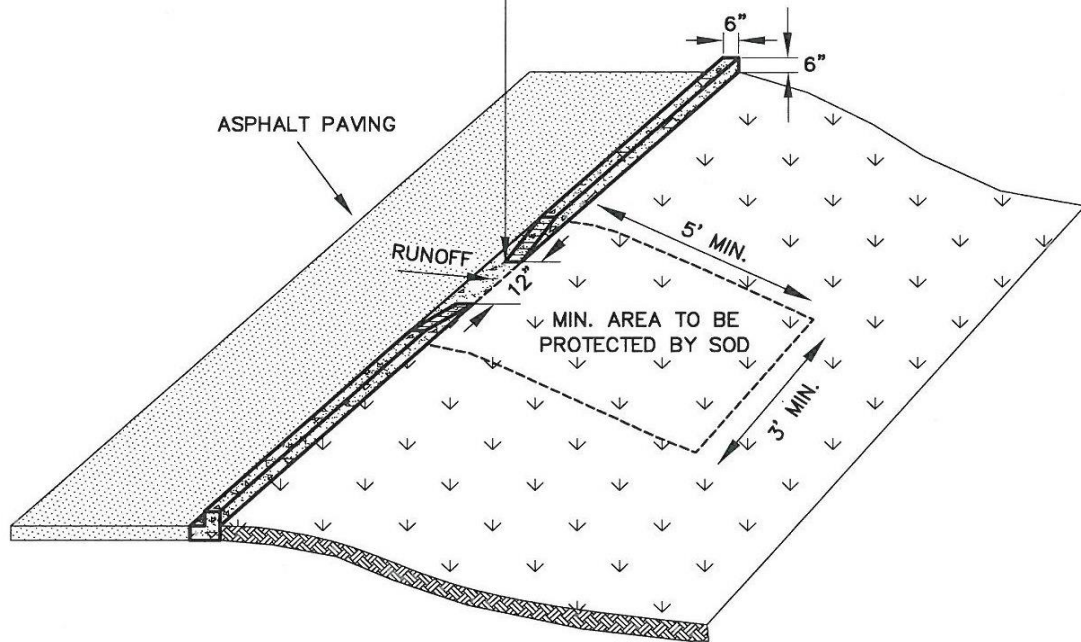 6"
6"
ASPHALT PAVING
RUNOFF
12"
5' MIN.
MIN. AREA TO BE
PROTECTED BY SOD
3' MIN.